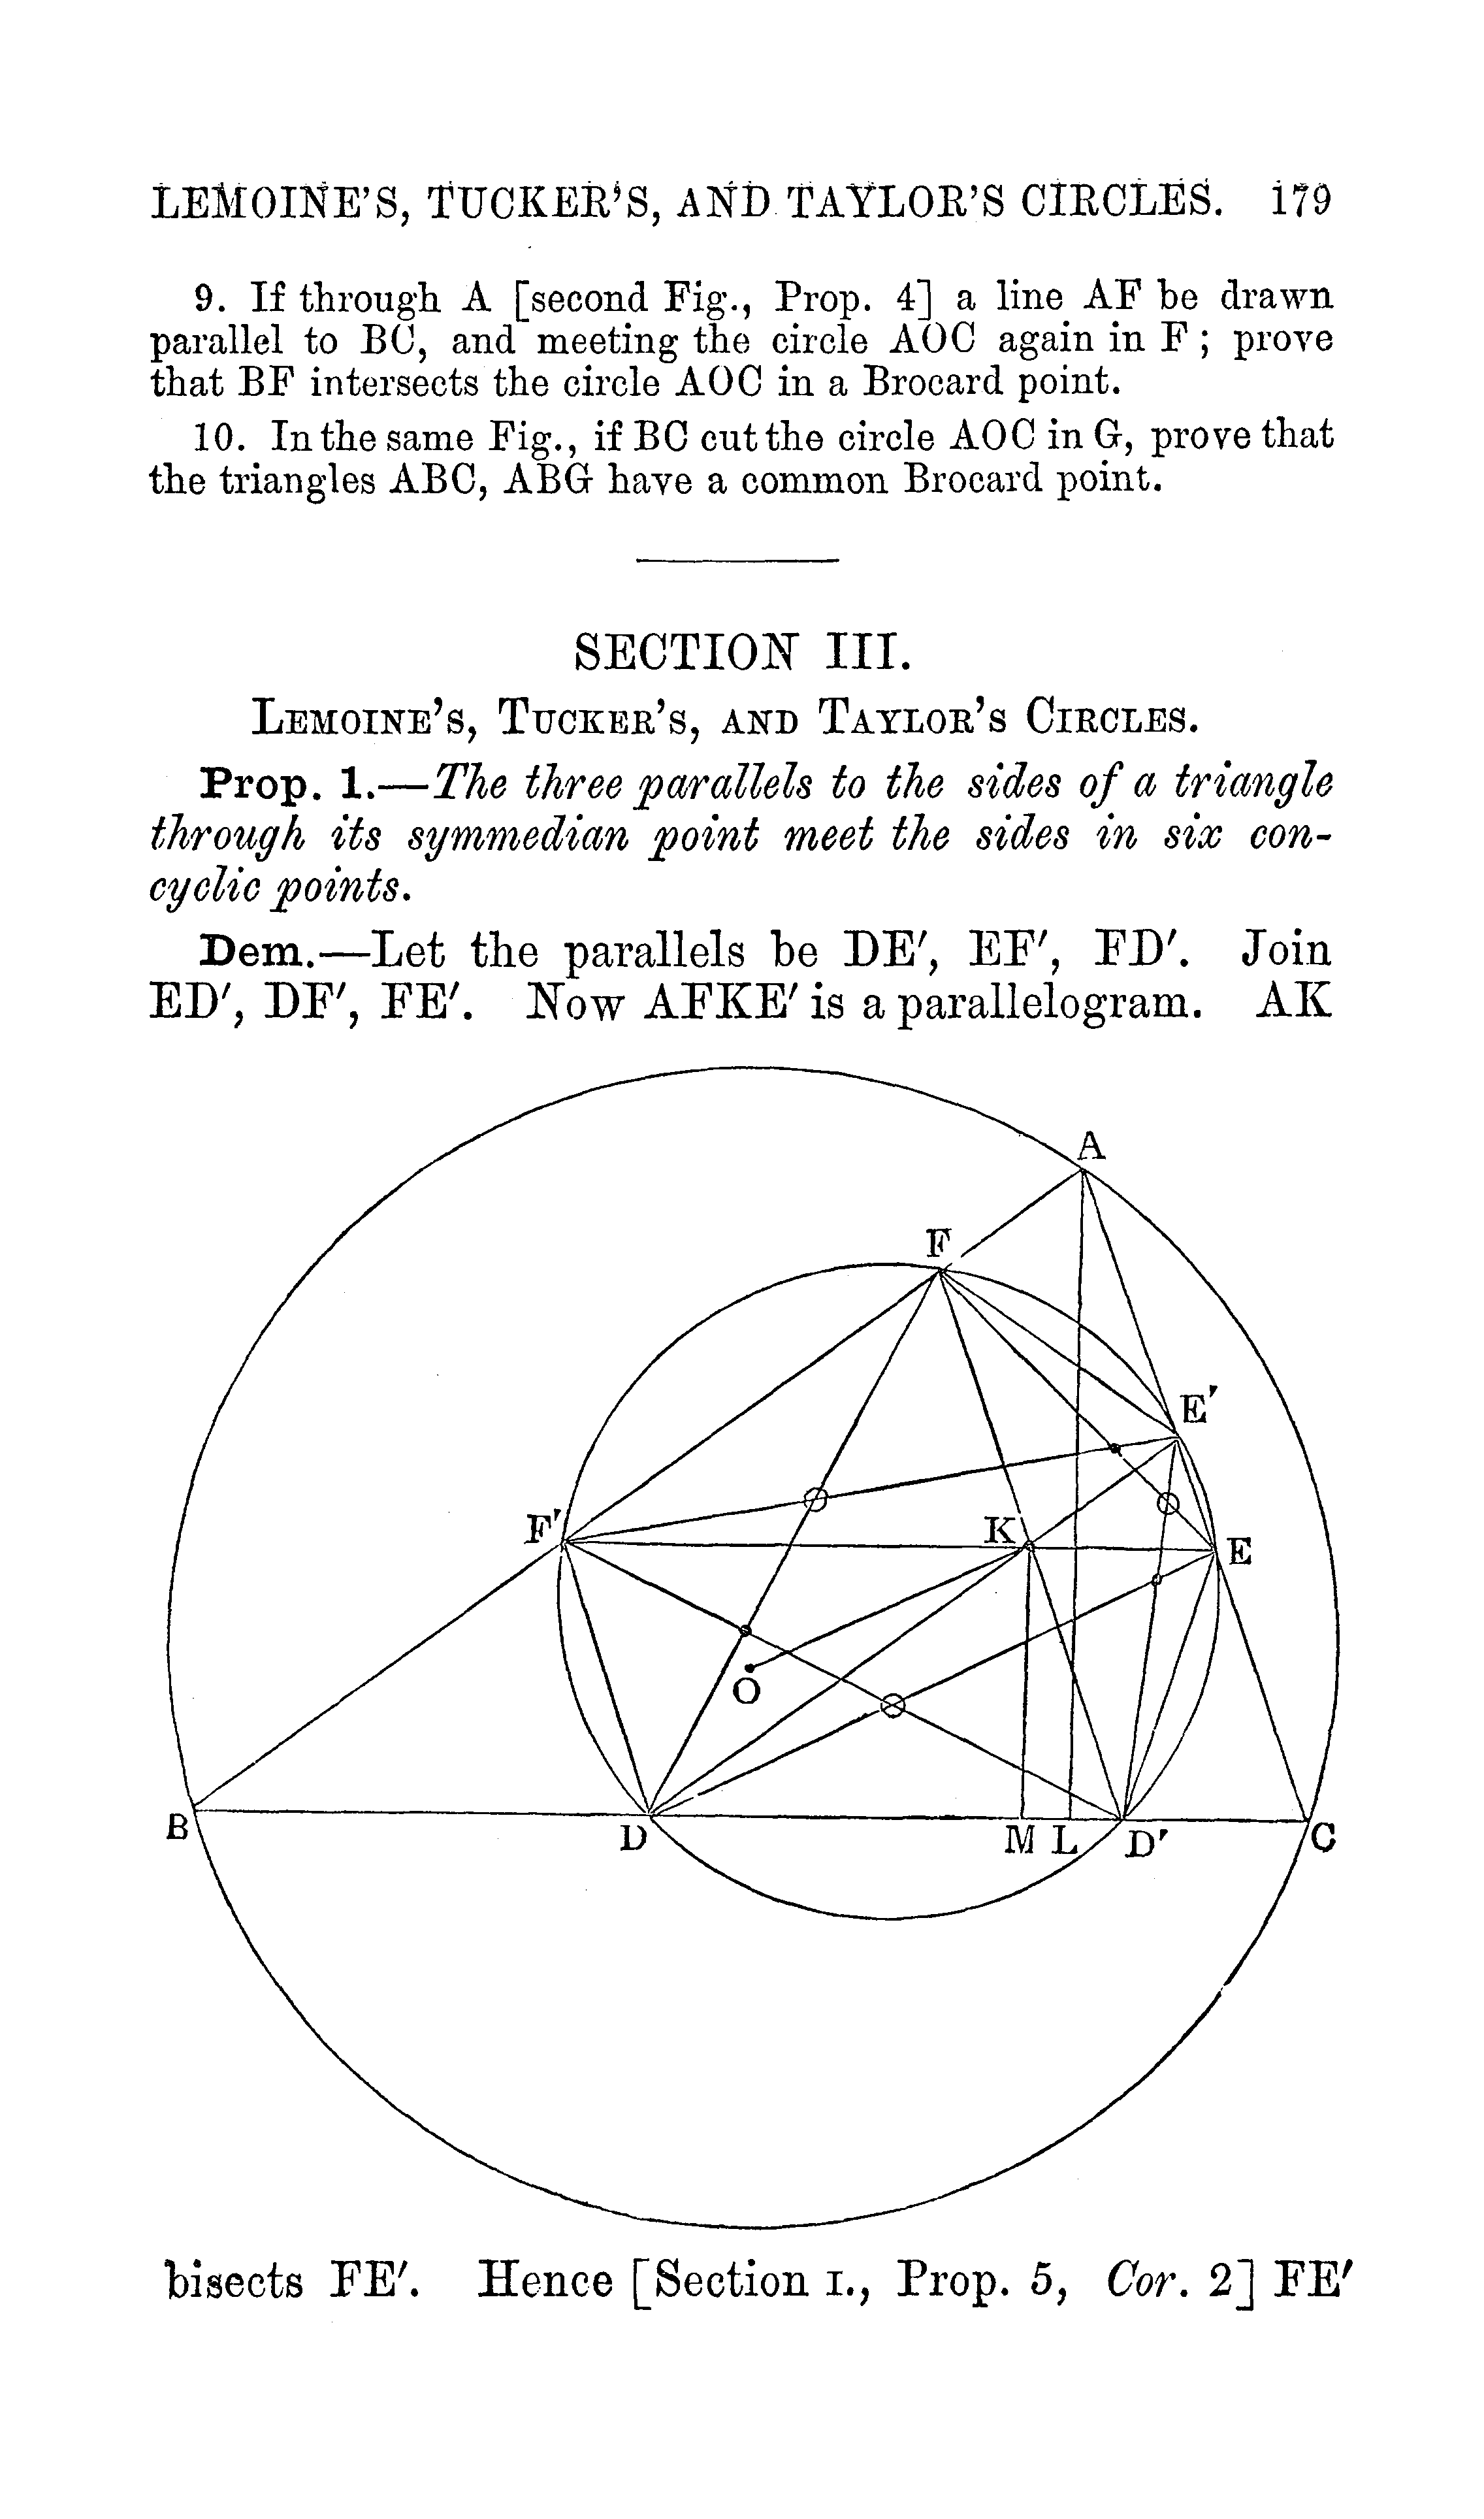 LEMOINE'S, TUCKER'S, AND TAYLOR'S CIRCLES. 179
9. If through A [second Fig., Prop. 4] a line AF be drawn
parallel to BC, and meeting the circle AOC again in F; prove
that BF intersects the circle AOC in a Brocard point.
10. In the same Fig., if BC cut the circle AOC in G, prove that
the triangles ABC, ABG have a common Brocard point.
SECTION III.
LEMOINE'S, TUCKER'S, AND TAYLOR'S CIRCLES.
Prop. 1.—The three parallels to the sides of a triangle
through its symmedian point meet the sides in six con-
cyclic points.
Dem.—Let the parallels be DE′, EF′, FD′. Join
ED′, DF′, FE′. Now AFKE′ is a parallelogram. AK
A
F
E′
F′
K
E
O
B
D
M L D′
C
bisects FE′. Hence [Section I., Prop. 5, Cor. 2] FE′